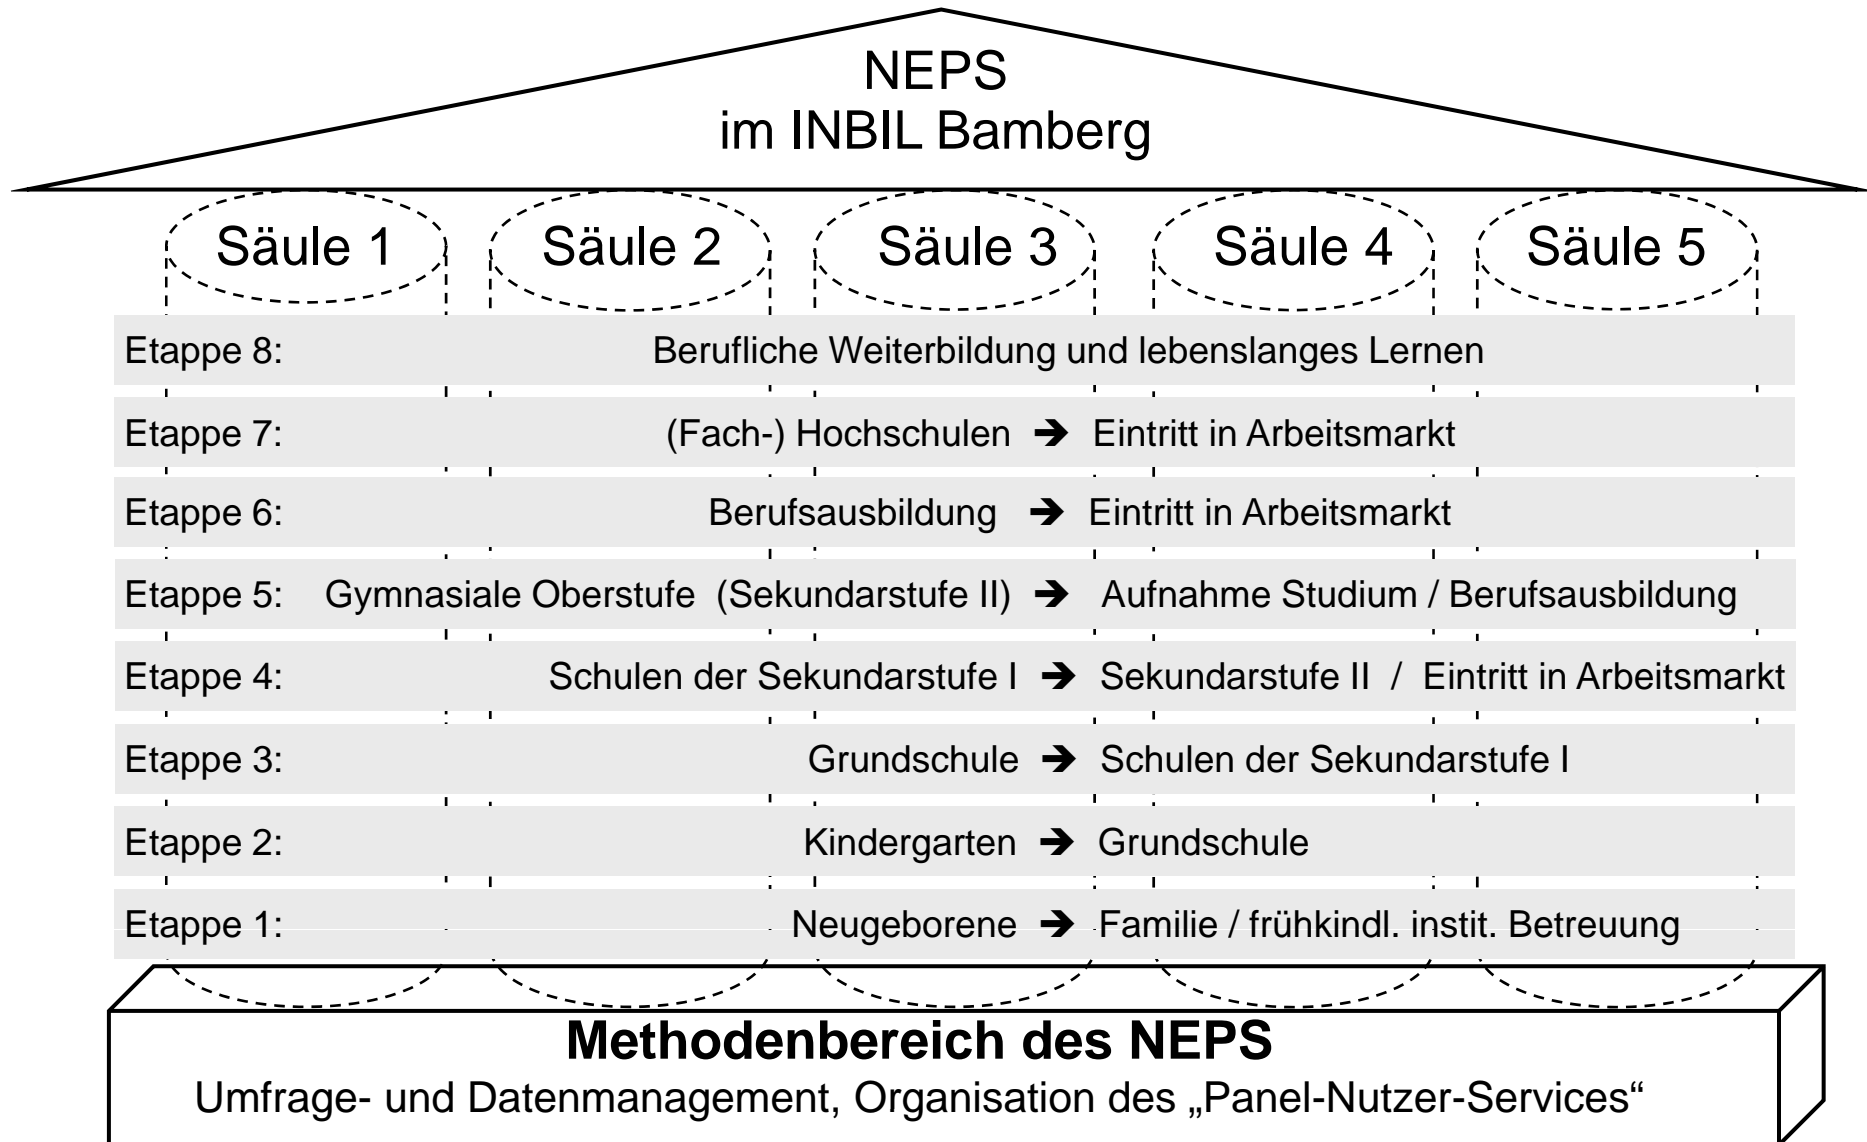 NEPS
im INBIL Bamberg
Säule 1 Säule 2 Säule 3 Säule 4 Säule 5
Etappe 8: Berufliche Weiterbildung und lebenslanges Lernen
Etappe 7: (Fach-) Hochschulen ➔ Eintritt in Arbeitsmarkt
Etappe 6: Berufsausbildung ➔ Eintritt in Arbeitsmarkt
Etappe 5: Gymnasiale Oberstufe (Sekundarstufe II) ➔ Aufnahme Studium / Berufsausbildung
Etappe 4: Schulen der Sekundarstufe I ➔ Sekundarstufe II / Eintritt in Arbeitsmarkt
Etappe 3: Grundschule ➔ Schulen der Sekundarstufe I
Etappe 2: Kindergarten ➔ Grundschule
Etappe 1: Neugeborene ➔ Familie / frühkindl. instit. Betreuung
Methodenbereich des NEPS
Umfrage- und Datenmanagement, Organisation des „Panel-Nutzer-Services“